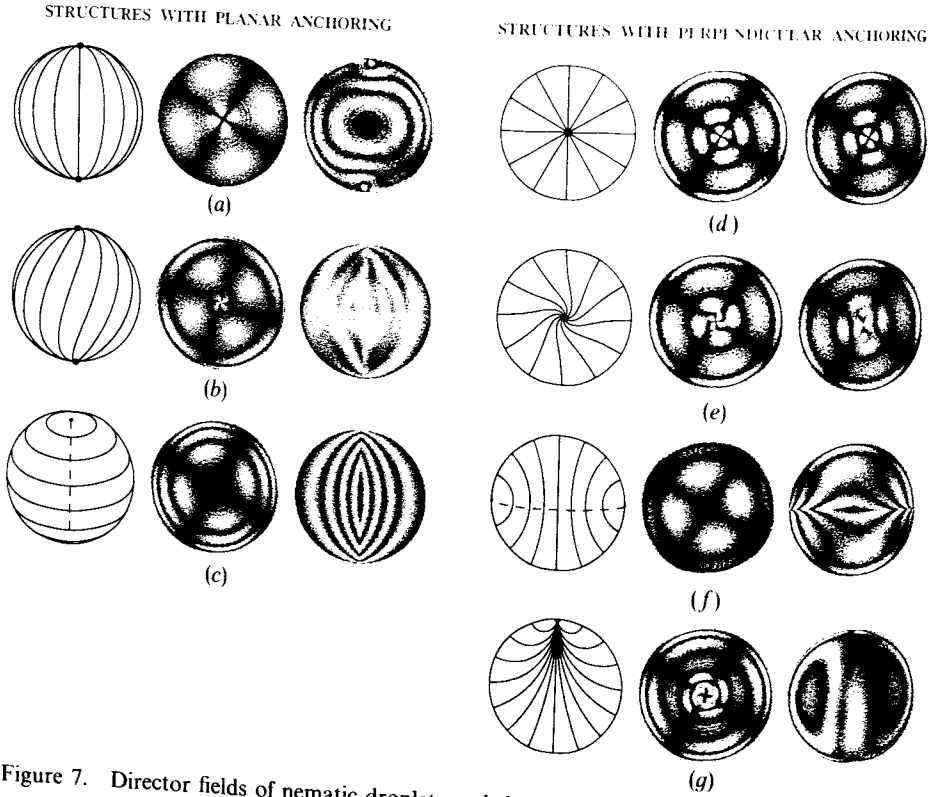 STRUCTURES WITH PLANAR ANCHORING
STRUCTURES WITH PERPENDICULAR ANCHORING
(a)
(b)
(c)
(d)
(e)
(f)
(g)
Figure 7. Director fields of nematic